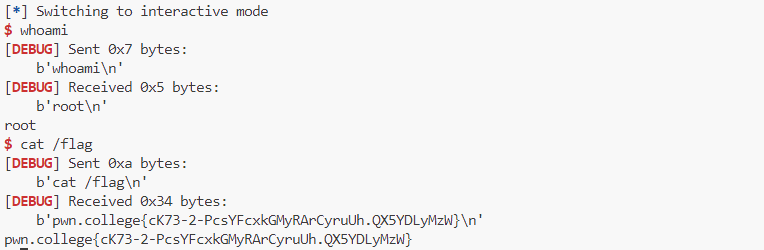 [*] Switching to interactive mode
$ whoami
[DEBUG] Sent 0x7 bytes:
    b'whoami\n'
[DEBUG] Received 0x5 bytes:
    b'root\n'
root
$ cat /flag
[DEBUG] Sent 0xa bytes:
    b'cat /flag\n'
[DEBUG] Received 0x34 bytes:
    b'pwn.college{cK73-2-PcsYFcxkGMyRArCyruUh.QX5YDLyMzW}\n'
pwn.college{cK73-2-PcsYFcxkGMyRArCyruUh.QX5YDLyMzW}